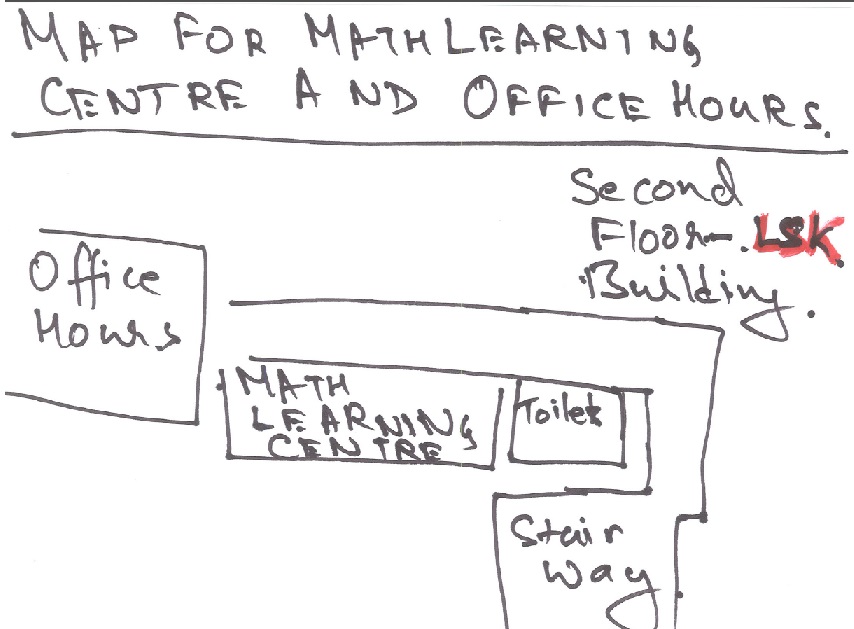 MAP FOR MATH LEARNING
CENTRE AND OFFICE HOURS.
Second
Floor-.LSK.
Building.
Office
Hours
MATH
LEARNING
CENTRE
Toilet
Stair
Way